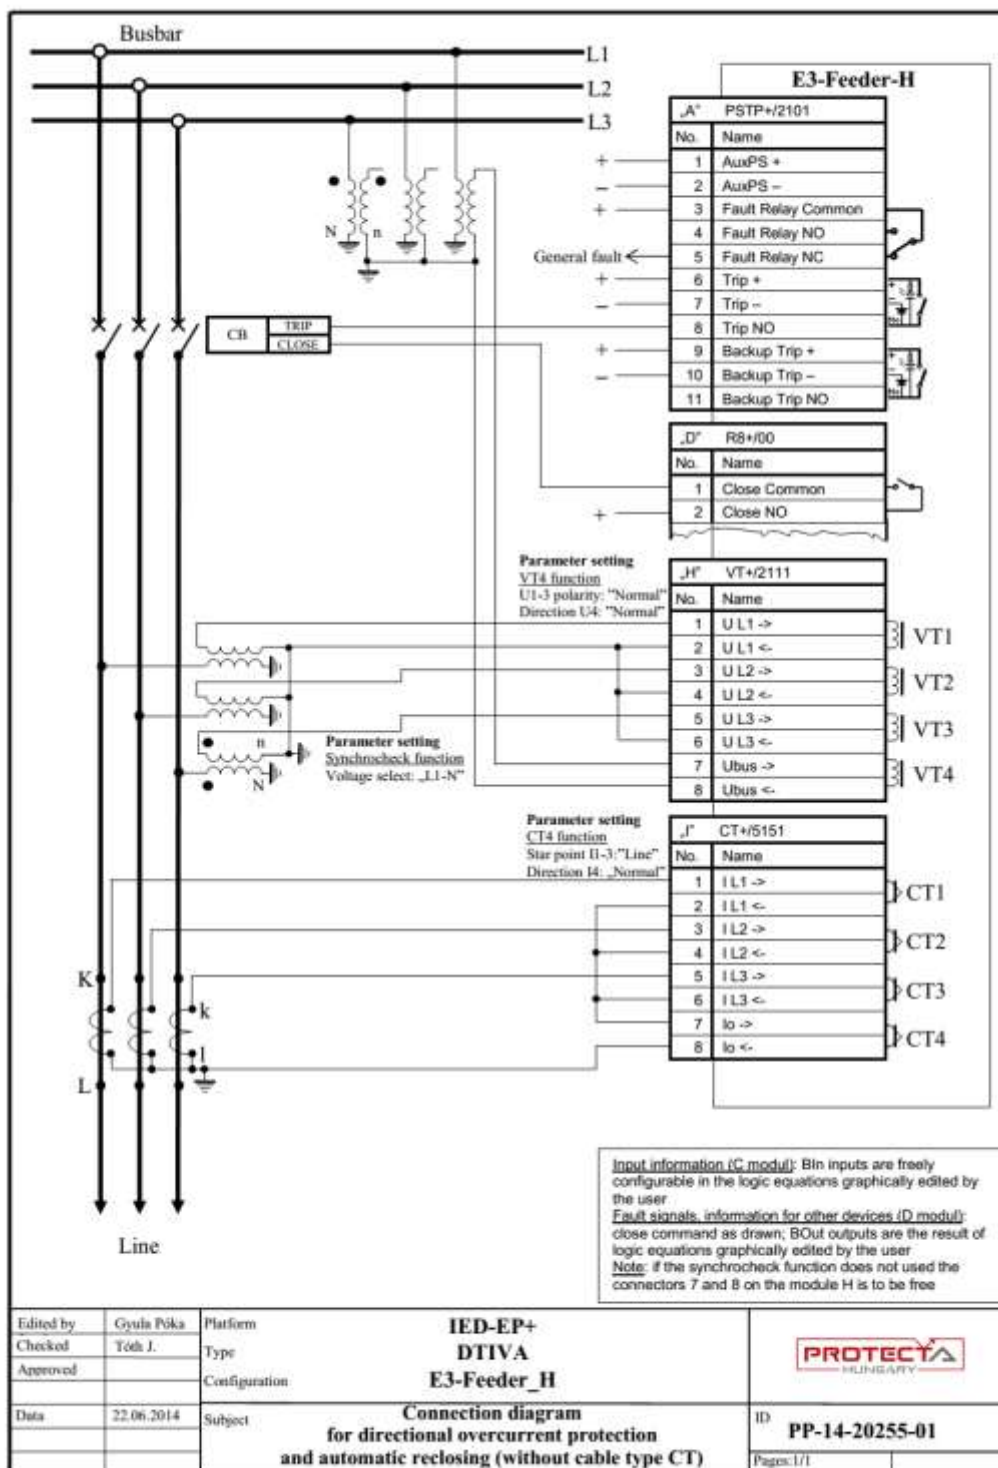 Busbar
L1
L2
L3
E3-Feeder-H
„A” PSTP+/2101
No. Name
+ 1 AuxPS +
– 2 AuxPS –
+ 3 Fault Relay Common
4 Fault Relay NO
General fault 5 Fault Relay NC
+ 6 Trip +
– 7 Trip –
8 Trip NO
+ 9 Backup Trip +
– 10 Backup Trip –
11 Backup Trip NO
N n
CB TRIP
CLOSE
„D” R8+/00
No. Name
1 Close Common
+ 2 Close NO
Parameter setting
VT4 function
U1-3 polarity: ”Normal”
Direction U4: ”Normal”
„H” VT+/2111
No. Name
1 U L1 ->
2 U L1 <-
VT1
3 U L2 ->
4 U L2 <-
VT2
5 U L3 ->
6 U L3 <-
VT3
7 Ubus ->
8 Ubus <-
VT4
n
N
Parameter setting
Synchrocheck function
Voltage select: „L1-N”
Parameter setting
CT4 function
Star point I1-3:”Line”
Direction I4: „Normal”
„I” CT+/5151
No. Name
1 I L1 ->
2 I L1 <-
CT1
3 I L2 ->
4 I L2 <-
CT2
5 I L3 ->
6 I L3 <-
CT3
7 Io ->
8 Io <-
CT4
K
k
l
L
Line
Input information (C modul): BIn inputs are freely
configurable in the logic equations graphically edited by
the user
Fault signals, information for other devices (D modul):
close command as drawn; BOut outputs are the result of
logic equations graphically edited by the user
Note: if the synchrocheck function does not used the
connectors 7 and 8 on the module H is to be free
Edited by Gyula Póka
Checked Tóth J.
Approved
Data 22.06.2014
Platform IED-EP+
Type DTIVA
Configuration E3-Feeder_H
Subject Connection diagram
for directional overcurrent protection
and automatic reclosing (without cable type CT)
PROTECTA
HUNGARY
ID
PP-14-20255-01
Pages:1/1